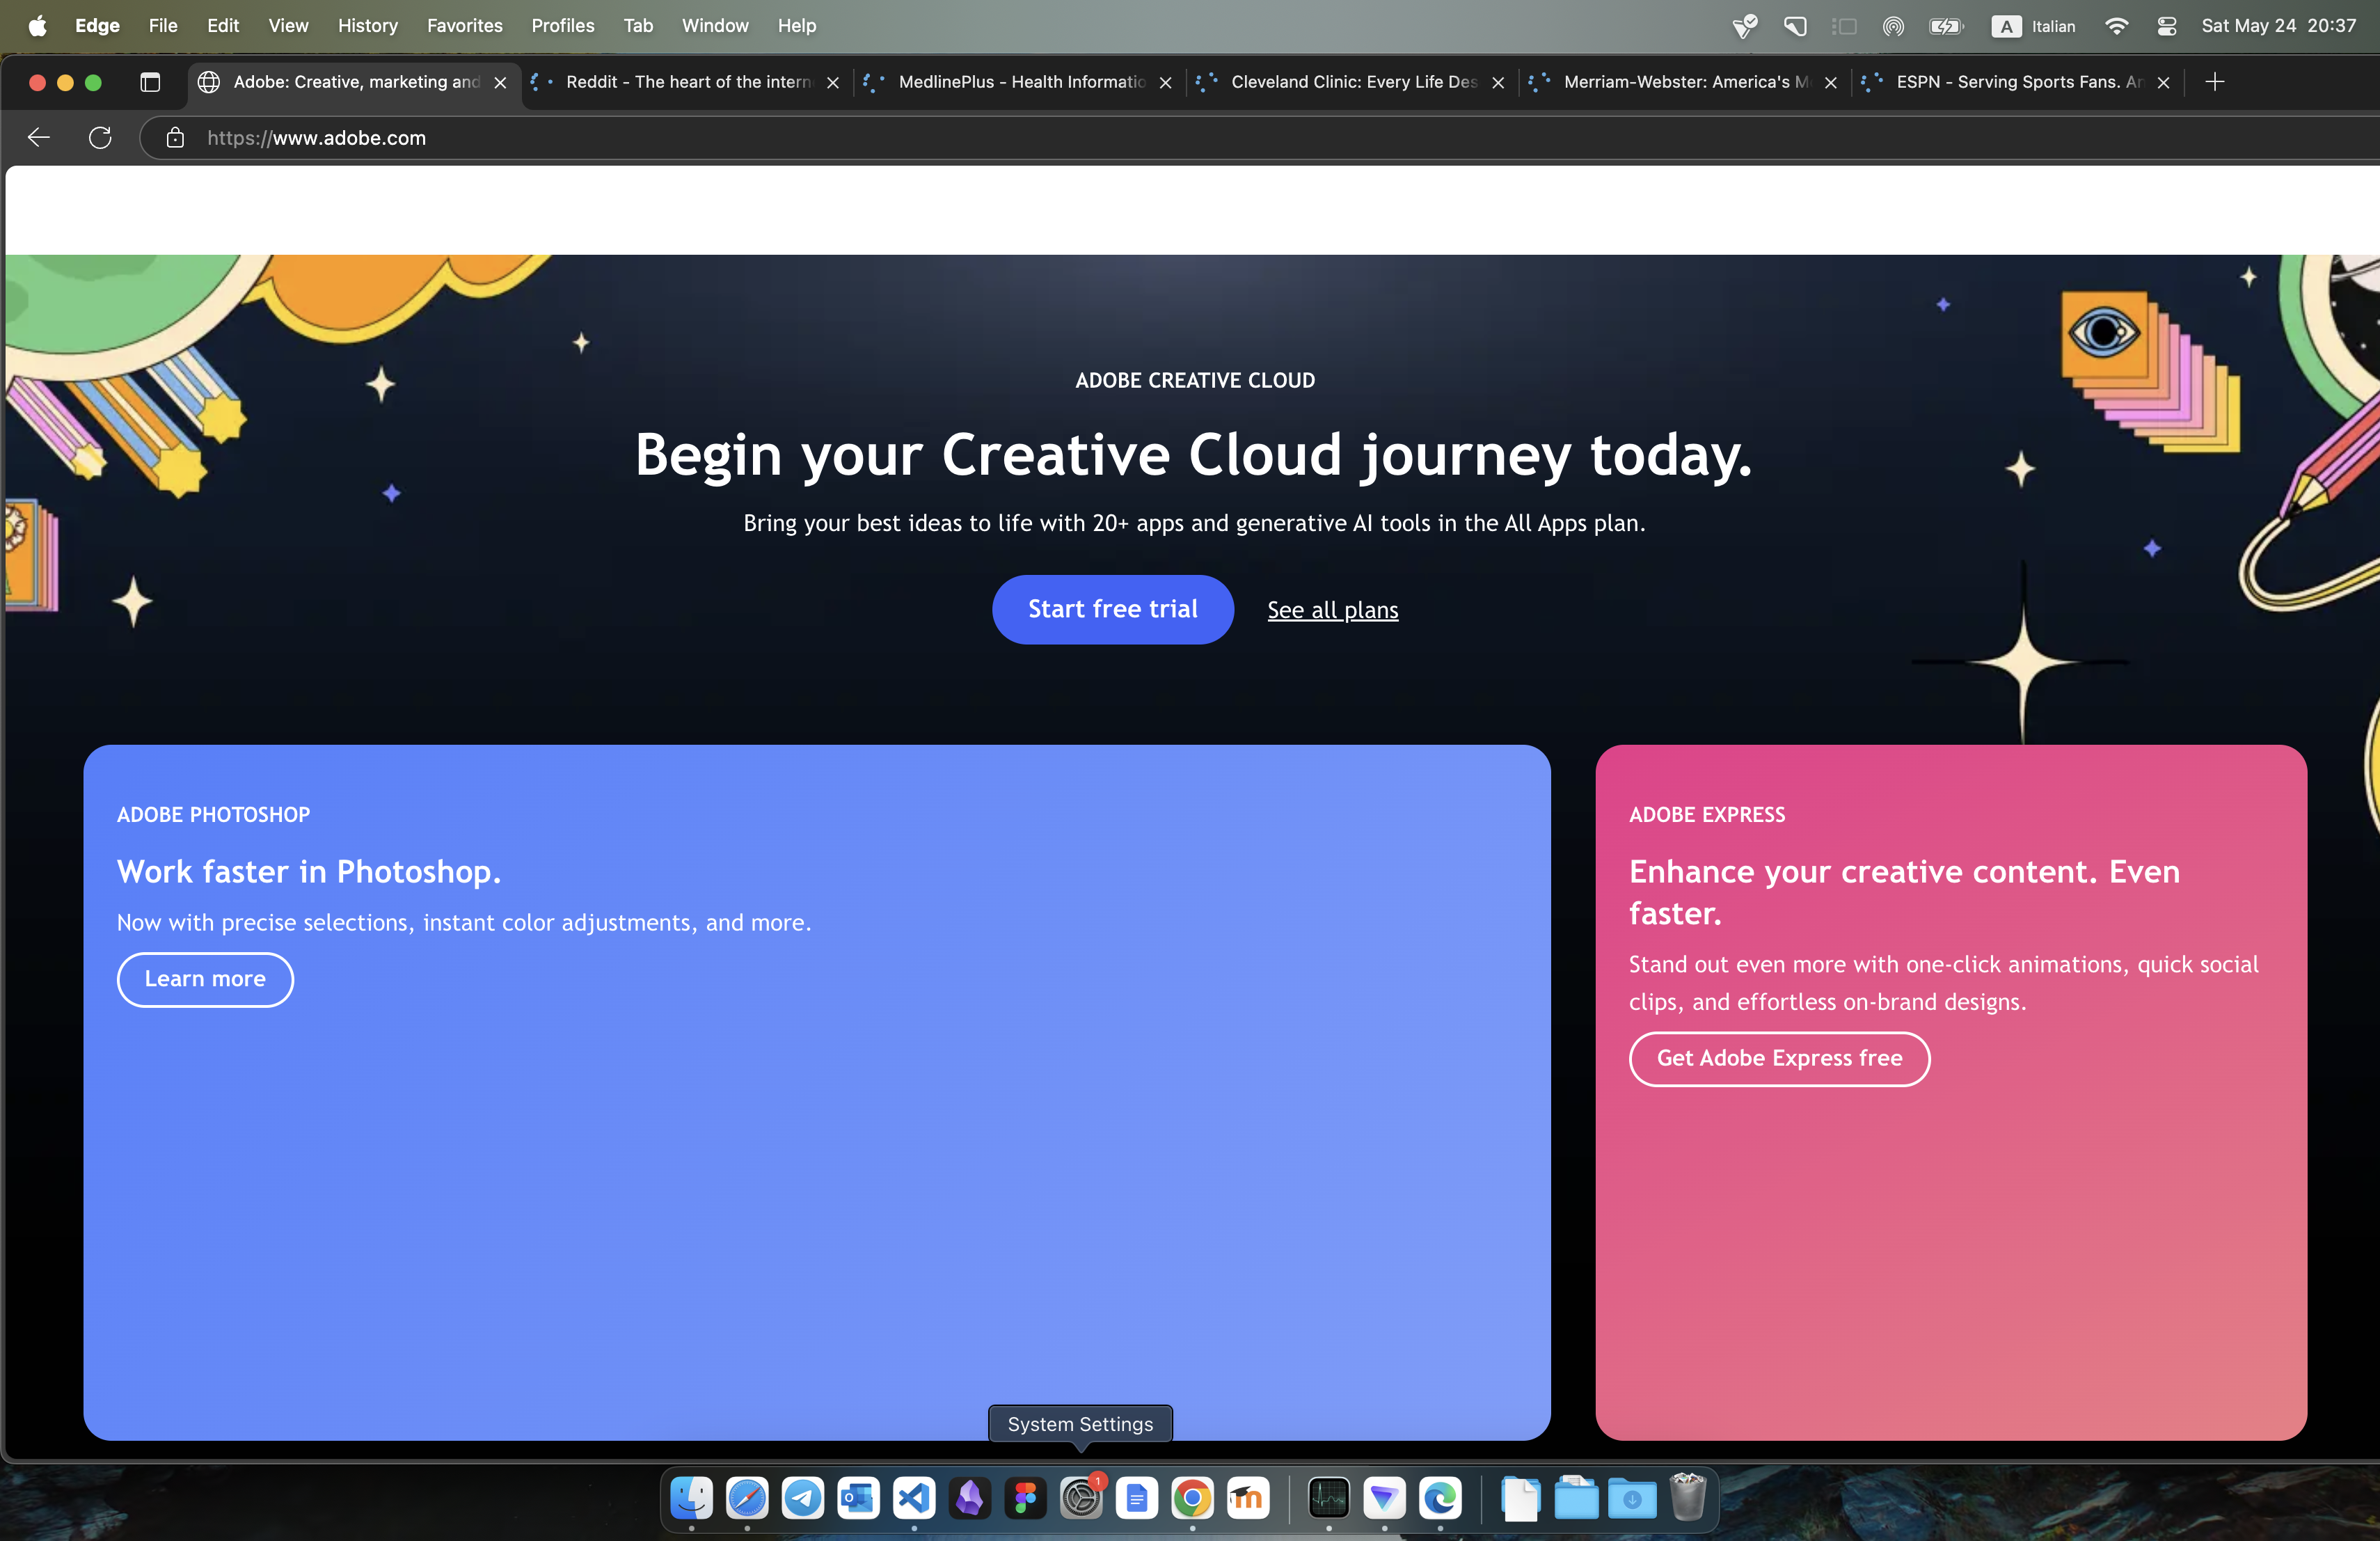 Edge File Edit View History Favorites Profiles Tab Window Help A Italian Sat May 24 20:37
Adobe: Creative, marketing and Reddit - The heart of the intern MedlinePlus - Health Informatio Cleveland Clinic: Every Life Des Merriam-Webster: America's M ESPN - Serving Sports Fans. An
https://www.adobe.com
ADOBE CREATIVE CLOUD
Begin your Creative Cloud journey today.
Bring your best ideas to life with 20+ apps and generative AI tools in the All Apps plan.
Start free trial See all plans
ADOBE PHOTOSHOP
Work faster in Photoshop.
Now with precise selections, instant color adjustments, and more.
Learn more
ADOBE EXPRESS
Enhance your creative content. Even
faster.
Stand out even more with one-click animations, quick social
clips, and effortless on-brand designs.
Get Adobe Express free
System Settings
1